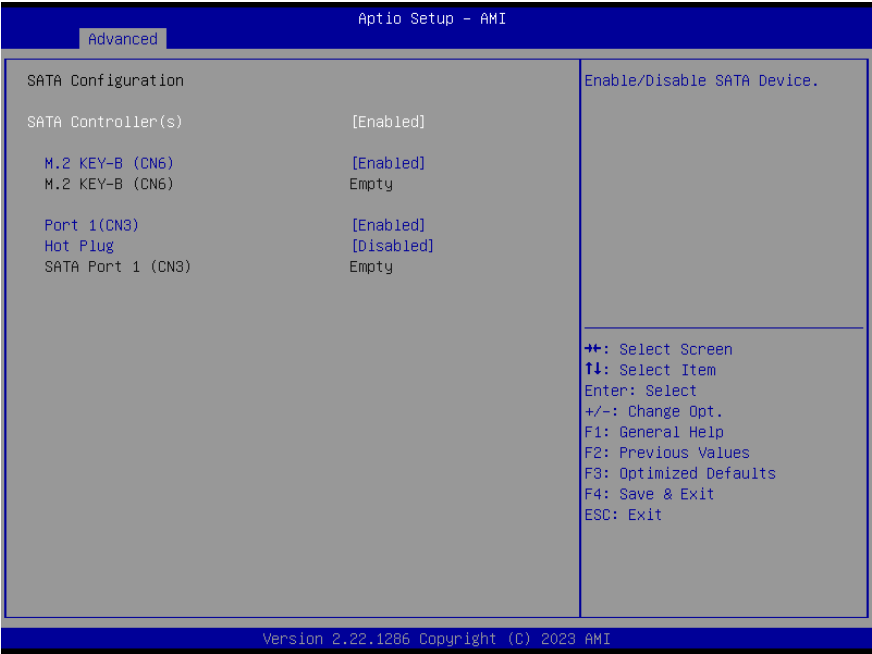 Aptio Setup – AMI
Advanced
SATA Configuration
SATA Controller(s) [Enabled]
M.2 KEY–B (CN6) [Enabled]
M.2 KEY–B (CN6) Empty
Port 1(CN3) [Enabled]
Hot Plug [Disabled]
SATA Port 1 (CN3) Empty
Enable/Disable SATA Device.
→←: Select Screen
↑↓: Select Item
Enter: Select
+/–: Change Opt.
F1: General Help
F2: Previous Values
F3: Optimized Defaults
F4: Save & Exit
ESC: Exit
Version 2.22.1286 Copyright (C) 2023 AMI